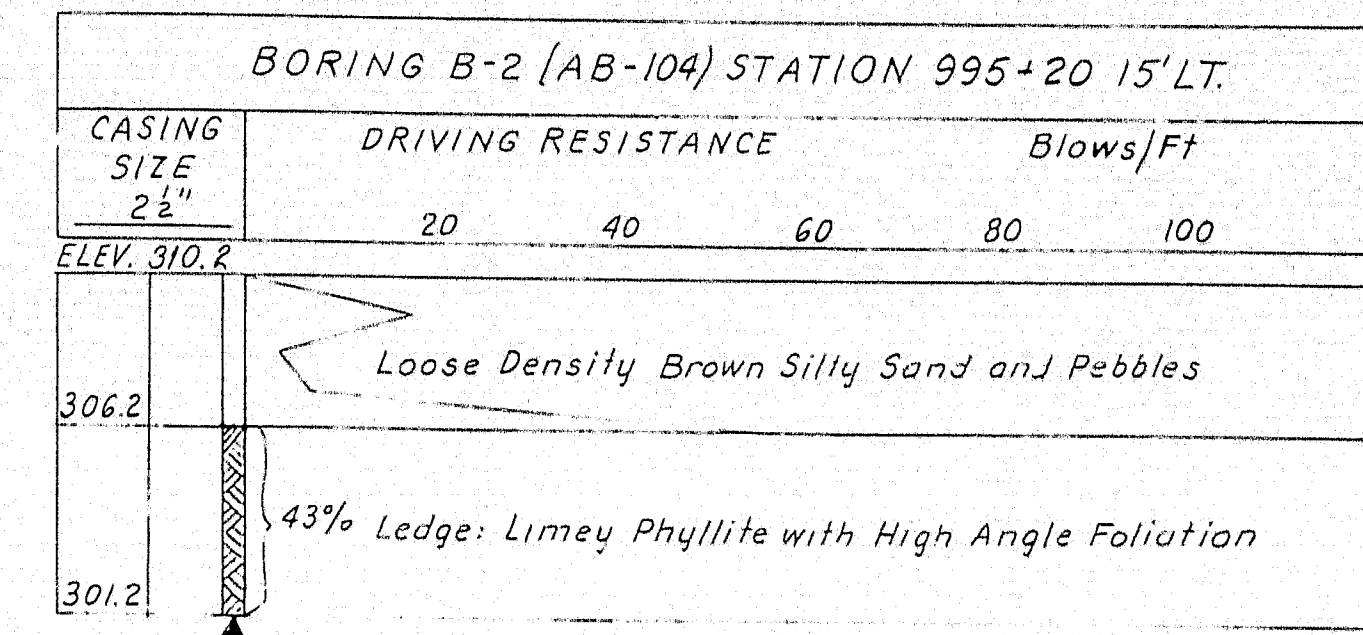 BORING B-2 (AB-104) STATION 995+20 15'LT.
CASING
SIZE
2 1/2"
DRIVING RESISTANCE Blows/Ft
20 40 60 80 100
ELEV. 310.2
Loose Density Brown Silty Sand and Pebbles
306.2
43% Ledge: Limey Phyllite with High Angle Foliation
301.2